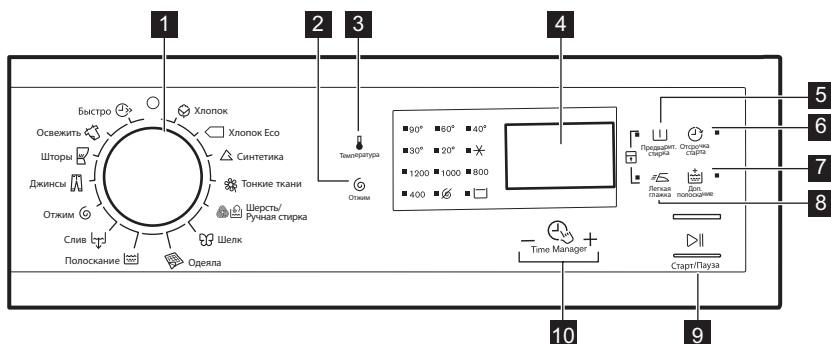 1
2
3
4
5
6
7
8
9
10
Быстро
Освежить
Шторы
Джинсы
Отжим
Слив
Полоскание
Хлопок
Хлопок Eco
Синтетика
Тонкие ткани
Шерсть/
Ручная стирка
Шелк
Одеяла
Температура
Отжим
90° 60° 40°
30° 20°
1200 1000 800
400
Предварит.
стирка
Отсрочка
старта
Легкая
глажка
Доп.
полоскание
Time Manager
Старт/Пауза